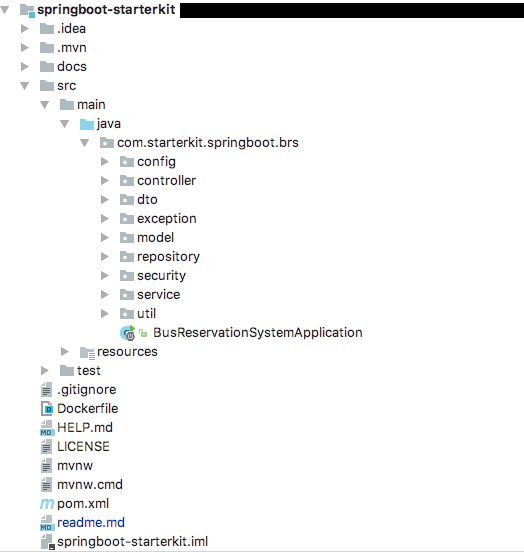 springboot-starterkit
.idea
.mvn
docs
src
main
java
com.starterkit.springboot.brs
config
controller
dto
exception
model
repository
security
service
util
BusReservationSystemApplication
resources
test
.gitignore
Dockerfile
HELP.md
LICENSE
mvnw
mvnw.cmd
pom.xml
readme.md
springboot-starterkit.iml